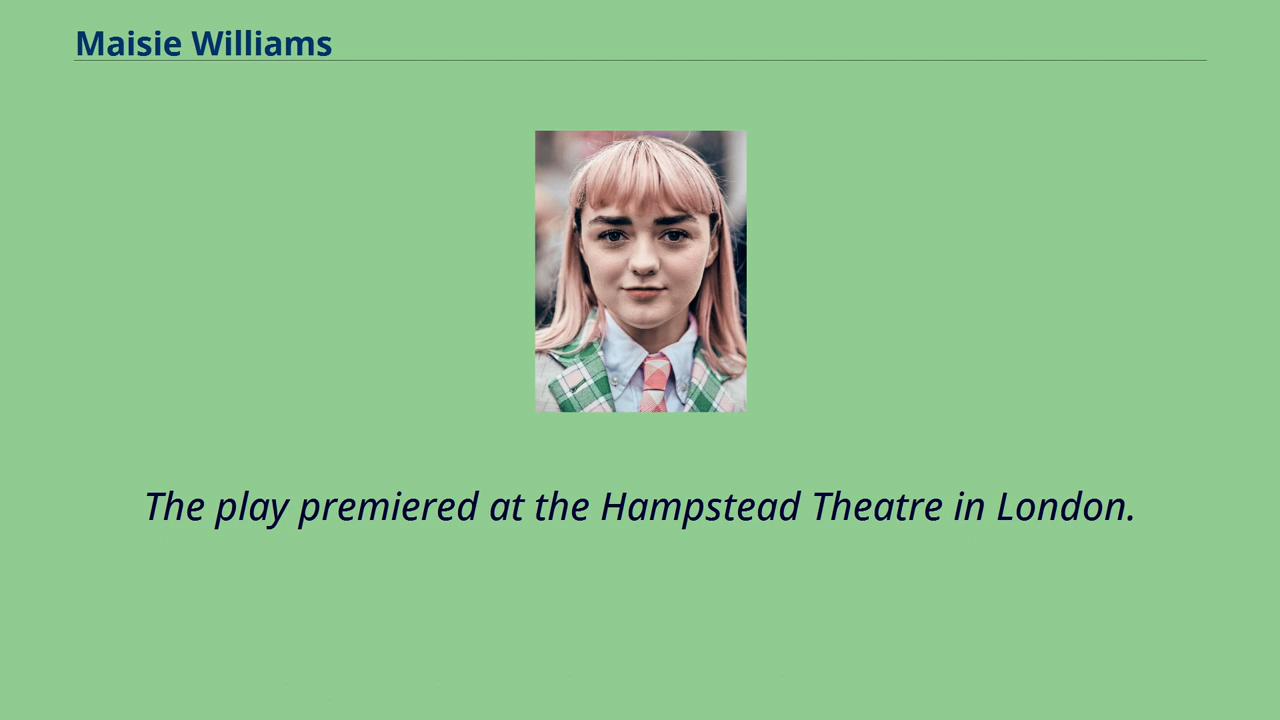 Maisie Williams
The play premiered at the Hampstead Theatre in London.